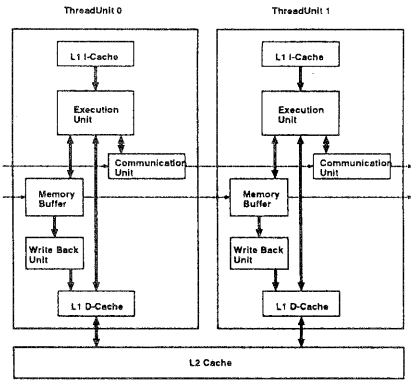 ThreadUnit 0
ThreadUnit 1
L1 I-Cache
L1 I-Cache
Execution
Unit
Execution
Unit
Communication
Unit
Communication
Unit
Memory
Buffer
Memory
Buffer
Write Back
Unit
Write Back
Unit
L1 D-Cache
L1 D-Cache
L2 Cache